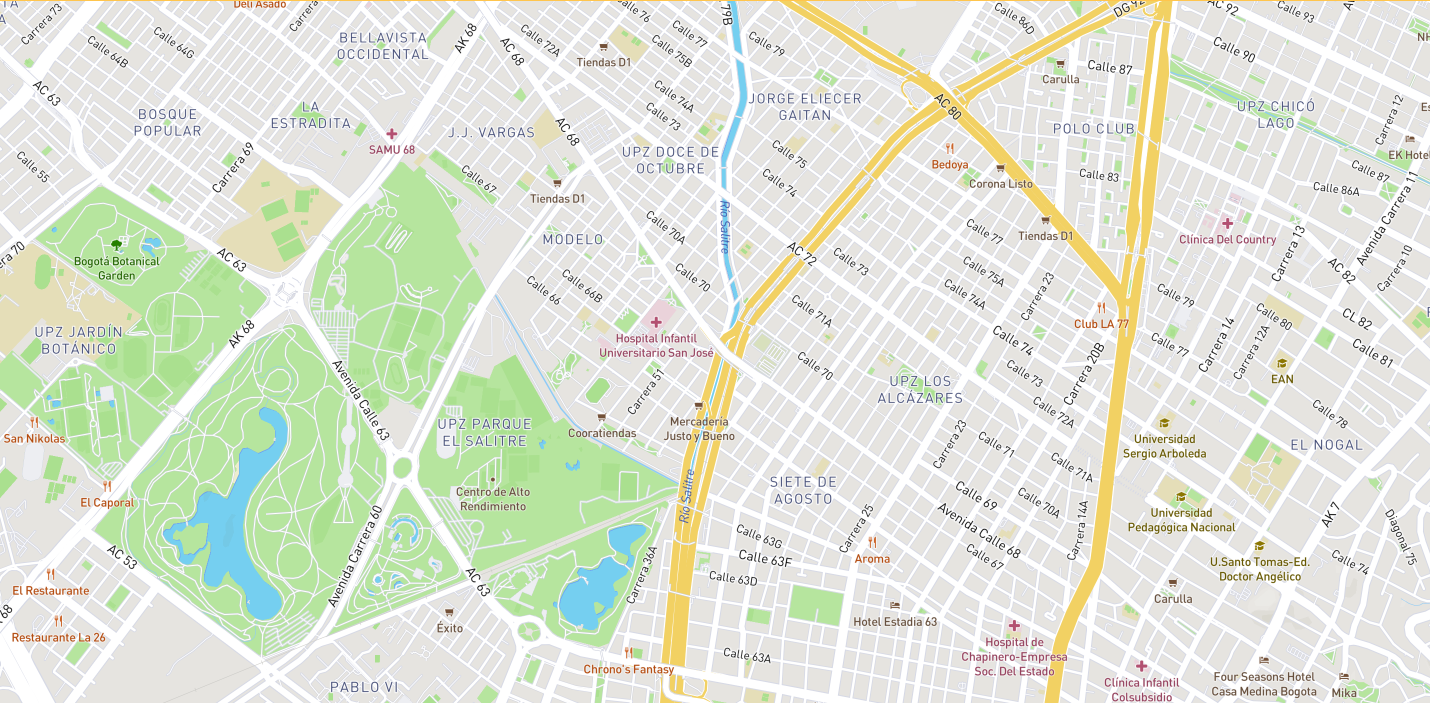 Deli Asado
Carrera 73
Calle 64B
Calle 64G
BELLAVISTA
OCCIDENTAL
AK 68
AC 68
Calle 72A
Tiendas D1
Calle 76
Calle 77
Calle 75B
77B
Calle 79
Calle 86D
DG 92
AC 92
Calle 93
Calle 90
Calle 87
Carulla
AC 63
BOSQUE
POPULAR
LA
ESTRADITA
SAMU 68
J.J. VARGAS
AC 68
Calle 74A
Calle 73
JORGE ELIECER
GAITAN
AC 80
POLO CLUB
UPZ CHICÓ
LAGO
Carrera 12
EK Hotel
Calle 55
Carrera 69
Calle 67
Tiendas D1
UPZ DOCE DE
OCTUBRE
Calle 75
Calle 74
Bedoya
Corona Listo
Calle 83
Calle 87
Calle 86A
Carrera 11
Avenida Carrera 11
Río Salitre
Bogotá Botanical
Garden
AC 63
MODELO
Calle 70A
AC 72
Calle 73
Calle 77
Tiendas D1
Clínica Del Country
Carrera 13
AC 82
Carrera 10
Calle 66
Calle 66B
Calle 70
Calle 75A
Calle 74A
Carrera 23
Calle 79
UPZ JARDÍN
BOTÁNICO
AK 68
Hospital Infantil
Universitario San José
Calle 71A
Calle 74
Club LA 77
Calle 77
Carrera 14
Carrera 12A
Calle 80
CL 82
Calle 81
Avenida Calle 63
Carrera 51
Calle 70
UPZ LOS
ALCÁZARES
Calle 73
Carrera 20B
EAN
San Nikolas
UPZ PARQUE
EL SALITRE
Cooratiendas
Mercadería
Justo y Bueno
Calle 72A
Carrera 23
Calle 71
Universidad
Sergio Arboleda
Calle 78
EL NOGAL
El Caporal
Centro de Alto
Rendimiento
Río Salitre
SIETE DE
AGOSTO
Calle 71A
Calle 69
Calle 70A
Universidad
Pedagógica Nacional
AK 7
Diagonal 75
AC 53
Avenida Carrera 60
Calle 63G
Calle 63F
Carrera 25
Avenida Calle 68
Carrera 14A
Aroma
Calle 67
U.Santo Tomas-Ed.
Doctor Angélico
Calle 74
El Restaurante
AC 63
Carrera 36A
Calle 63D
Carulla
Restaurante La 26
Éxito
Hotel Estadia 63
Hospital de
Chapinero-Empresa
Soc. Del Estado
Chrono's Fantasy
Calle 63A
PABLO VI
Clínica Infantil
Colsubsidio
Four Seasons Hotel
Casa Medina Bogota
Mika